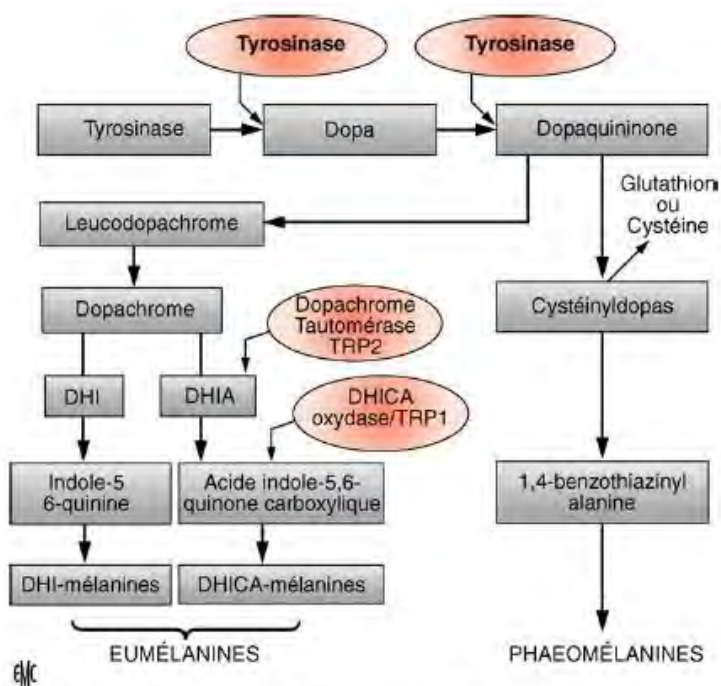 Tyrosinase
Tyrosinase
Tyrosinase
Dopa
Dopaquininone
Glutathion
ou
Cystéine
Leucodopachrome
Dopachrome
Dopachrome
Tautomérase
TRP2
Cystéinyldopas
DHI
DHIA
DHICA
oxydase/TRP1
Indole-5
6-quinine
Acide indole-5,6-
quinone carboxylique
1,4-benzothiazinyl
alanine
DHI-mélanines
DHICA-mélanines
EUMÉLANINES
PHAEOMÉLANINES
EMC